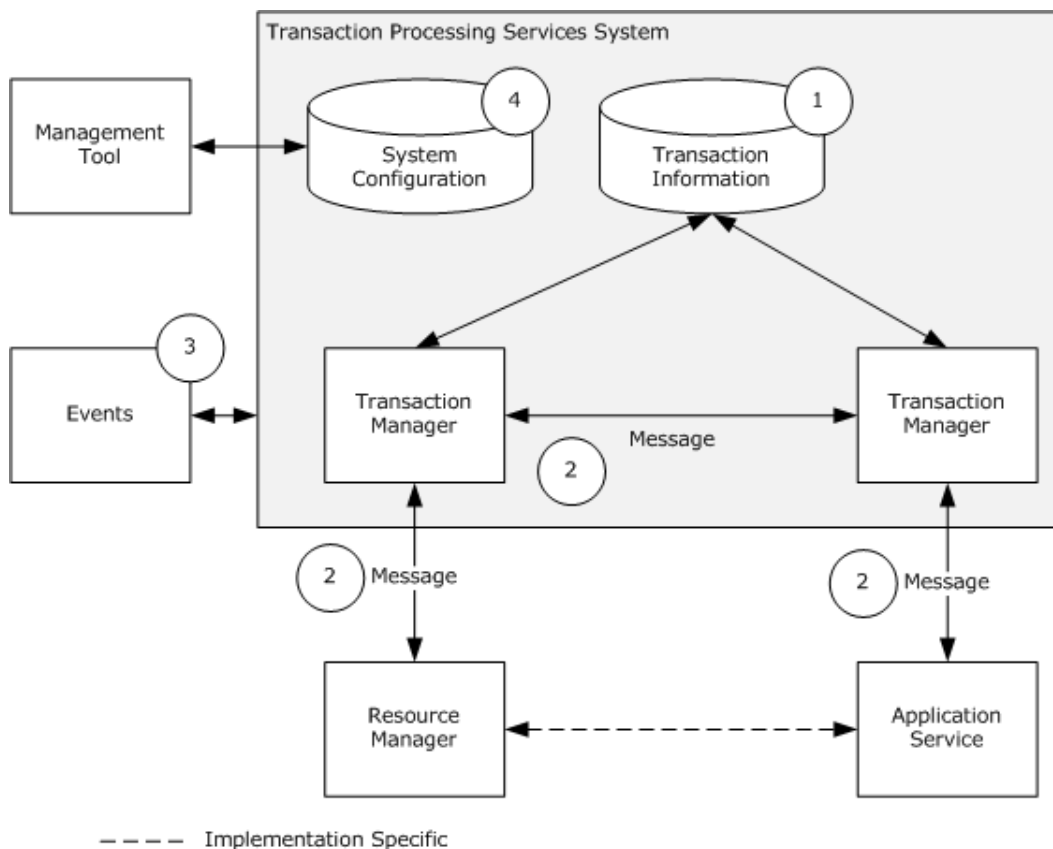 Transaction Processing Services System
Management
Tool
4
System
Configuration
1
Transaction
Information
3
Events
Transaction
Manager
Message
2
Transaction
Manager
2
Message
2
Message
Resource
Manager
Application
Service
Implementation Specific